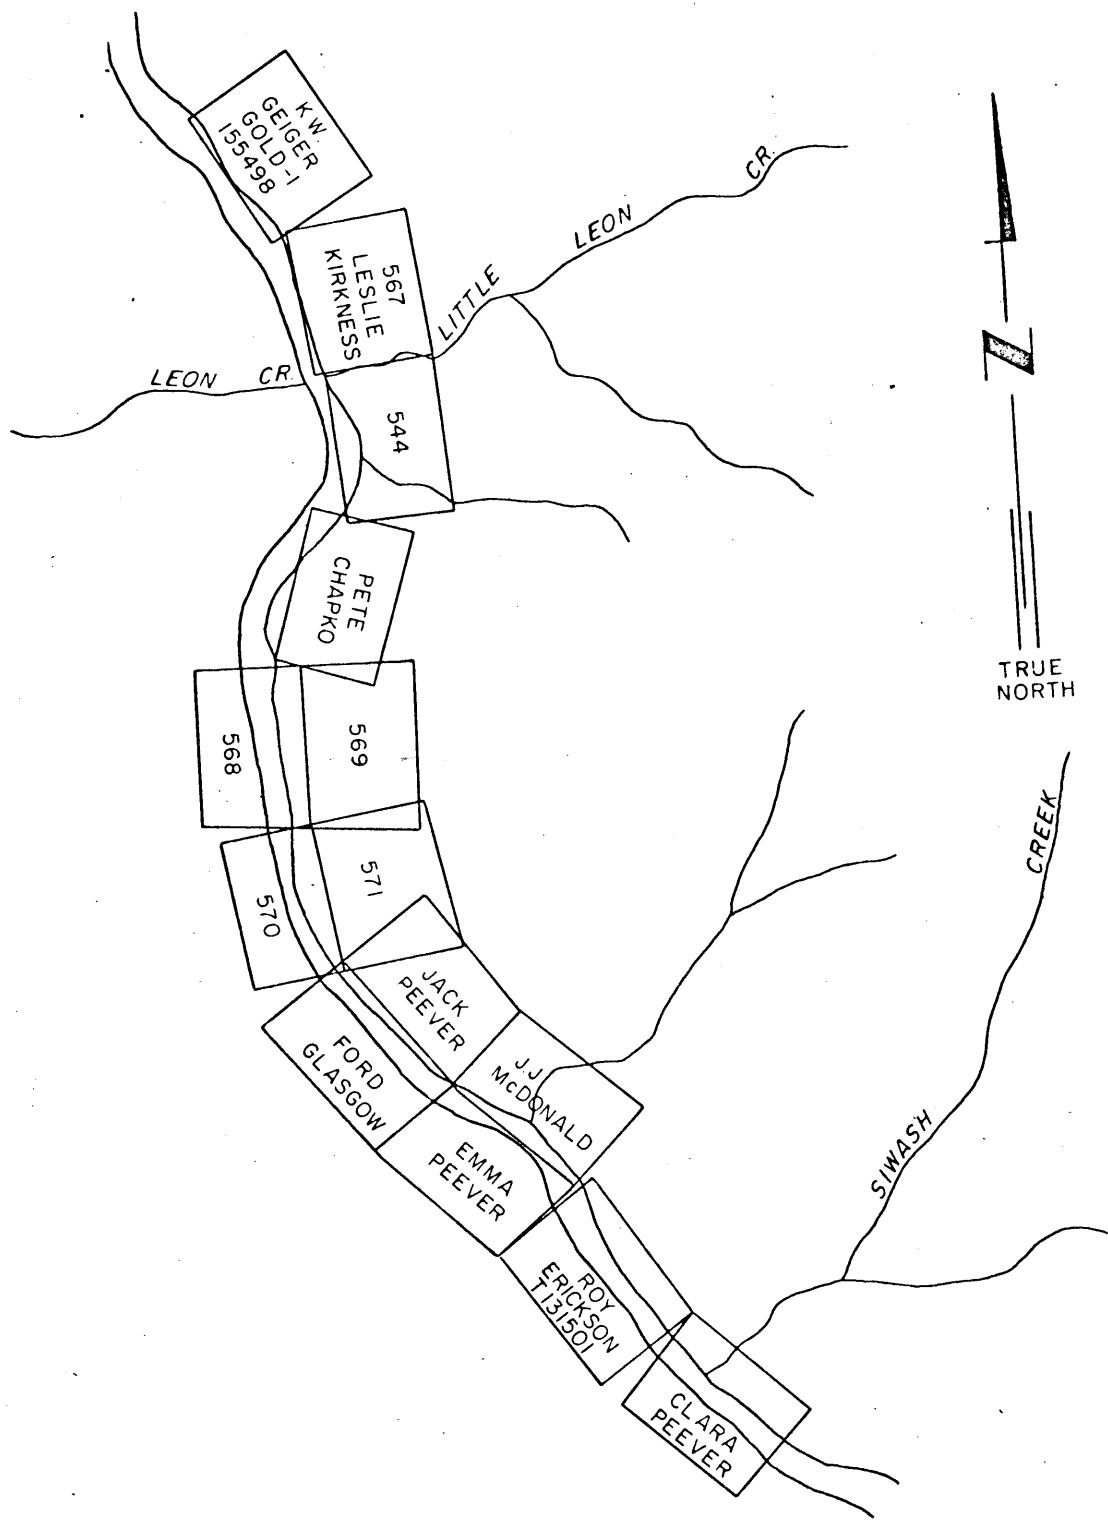 K.W.
GEIGER
GOLD-1
155498
567
LESLIE
KIRKNESS
LITTLE LEON CR.
LEON CR.
544
PETE
CHAPKO
N
TRUE
NORTH
568
569
571
570
JACK
PEEVER
FORD
GLASGOW
J.J.
McDONALD
EMMA
PEEVER
SIWASH CREEK
ROY
ERICKSON
T131501
CLARA
PEEVER